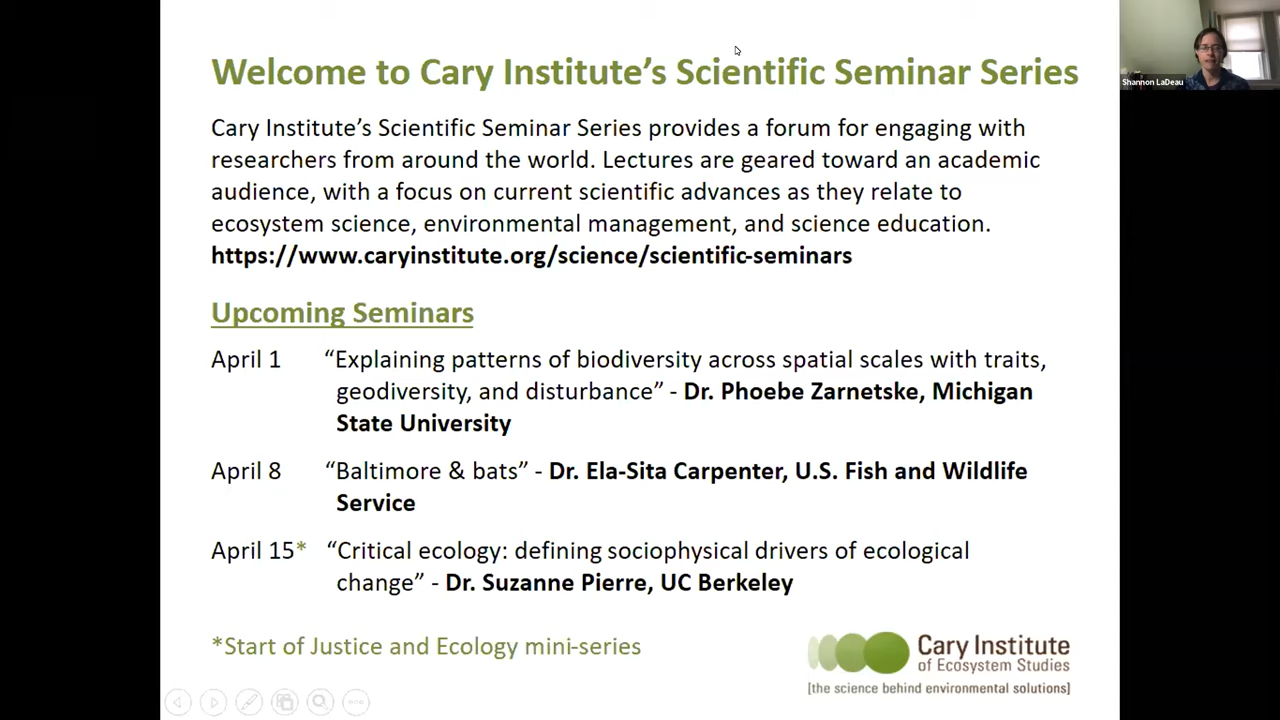 Welcome to Cary Institute's Scientific Seminar Series
Shannon LaDeau
Cary Institute's Scientific Seminar Series provides a forum for engaging with
researchers from around the world. Lectures are geared toward an academic
audience, with a focus on current scientific advances as they relate to
ecosystem science, environmental management, and science education.
https://www.caryinstitute.org/science/scientific-seminars
Upcoming Seminars
April 1 “Explaining patterns of biodiversity across spatial scales with traits,
geodiversity, and disturbance” - Dr. Phoebe Zarnetske, Michigan
State University
April 8 “Baltimore & bats” - Dr. Ela-Sita Carpenter, U.S. Fish and Wildlife
Service
April 15* “Critical ecology: defining sociophysical drivers of ecological
change” - Dr. Suzanne Pierre, UC Berkeley
*Start of Justice and Ecology mini-series
Cary Institute
of Ecosystem Studies
[the science behind environmental solutions]